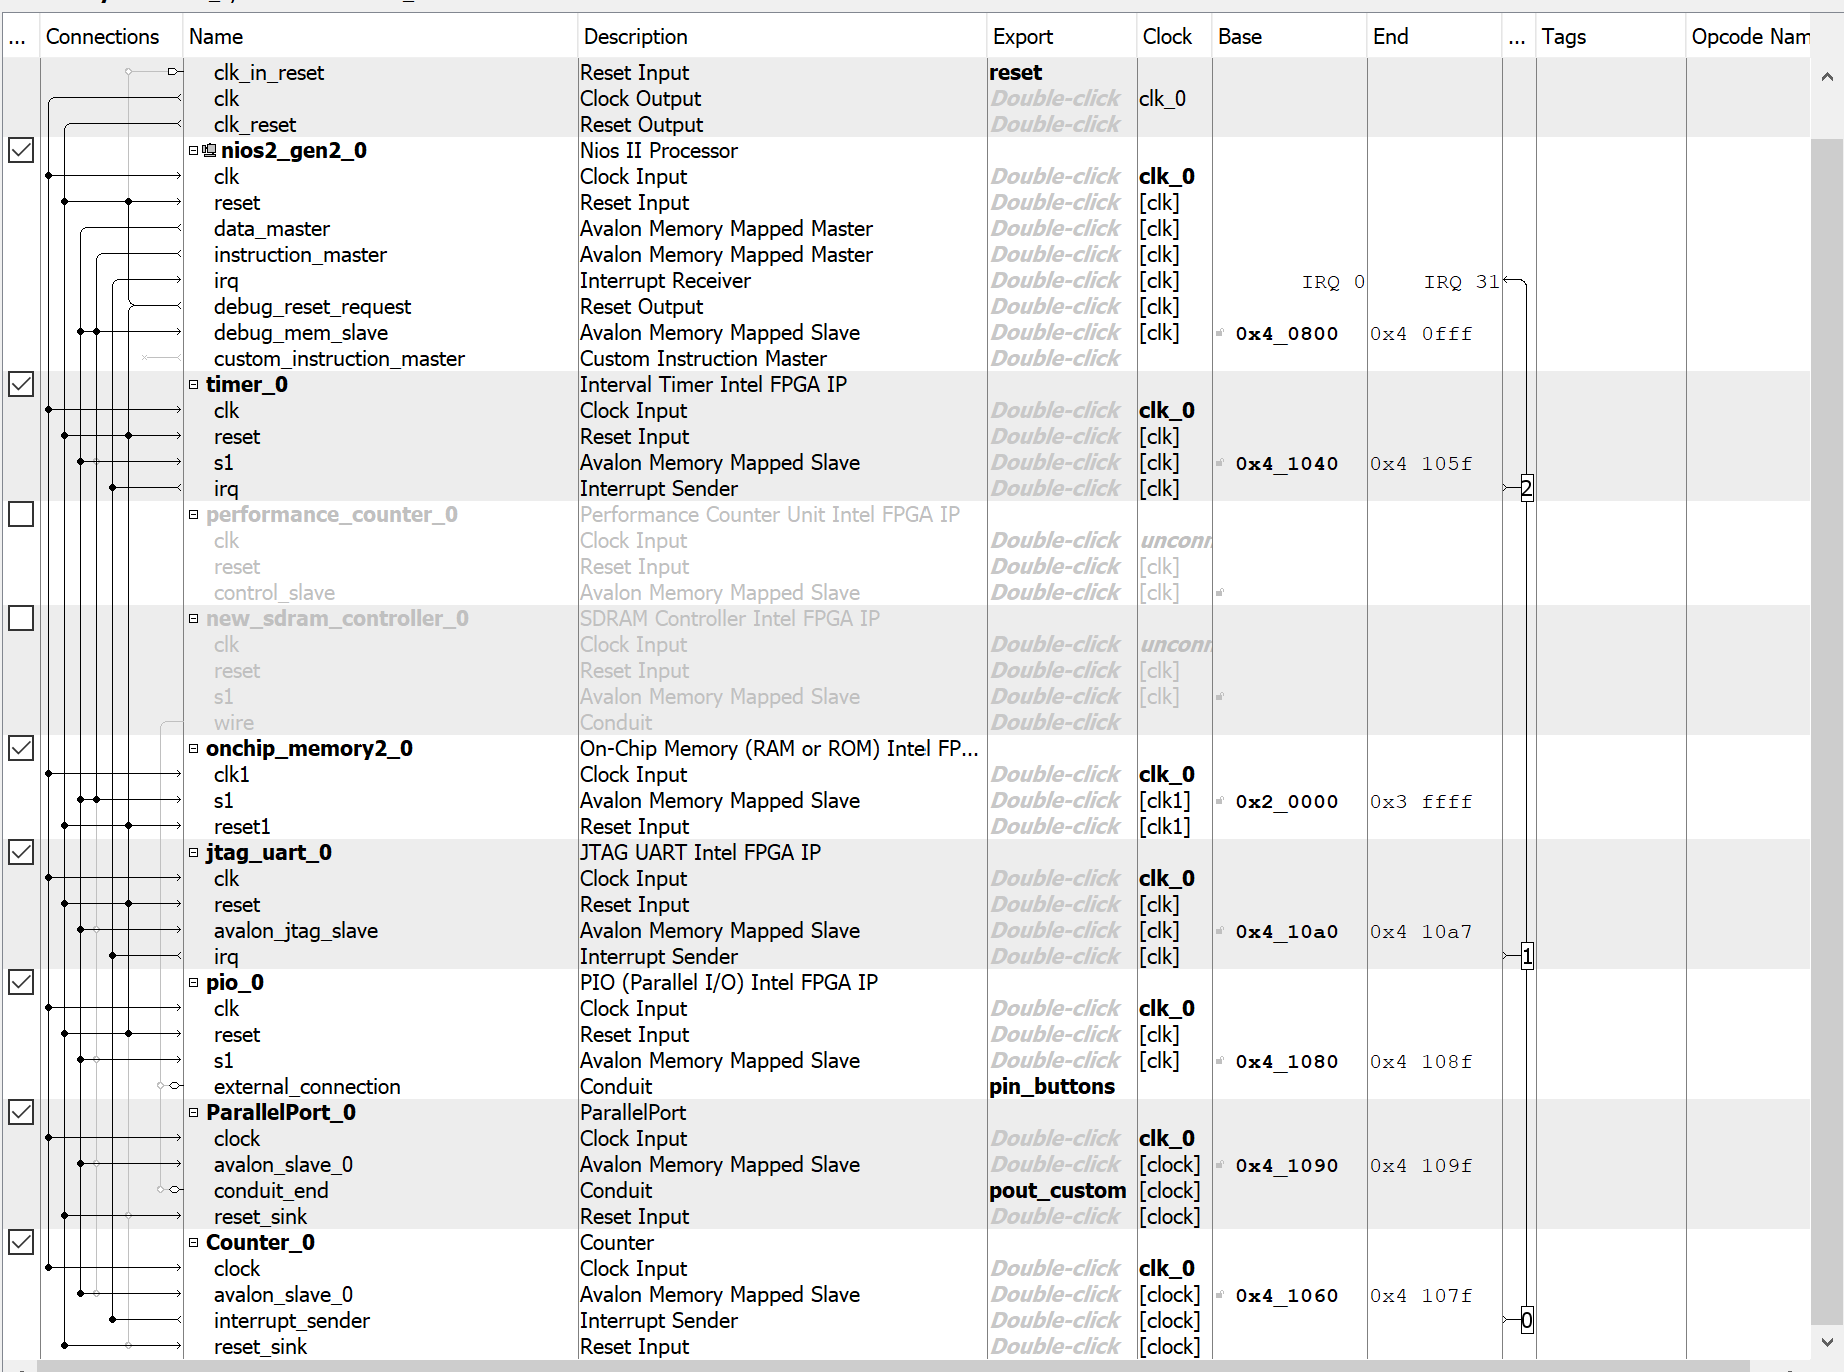 ... Connections Name Description Export Clock Base End ... Tags Opcode Nam
clk_in_reset Reset Input reset
clk Clock Output Double-click clk_0
clk_reset Reset Output Double-click
nios2_gen2_0 Nios II Processor
clk Clock Input Double-click clk_0
reset Reset Input Double-click [clk]
data_master Avalon Memory Mapped Master Double-click [clk]
instruction_master Avalon Memory Mapped Master Double-click [clk]
irq Interrupt Receiver Double-click [clk] IRQ 0 IRQ 31
debug_reset_request Reset Output Double-click [clk]
debug_mem_slave Avalon Memory Mapped Slave Double-click [clk] 0x4_0800 0x4 0fff
custom_instruction_master Custom Instruction Master Double-click
timer_0 Interval Timer Intel FPGA IP
clk Clock Input Double-click clk_0
reset Reset Input Double-click [clk]
s1 Avalon Memory Mapped Slave Double-click [clk] 0x4_1040 0x4 105f
irq Interrupt Sender Double-click [clk] 2
performance_counter_0 Performance Counter Unit Intel FPGA IP
clk Clock Input Double-click unconn
reset Reset Input Double-click [clk]
control_slave Avalon Memory Mapped Slave Double-click [clk]
new_sdram_controller_0 SDRAM Controller Intel FPGA IP
clk Clock Input Double-click unconn
reset Reset Input Double-click [clk]
s1 Avalon Memory Mapped Slave Double-click [clk]
wire Conduit Double-click
onchip_memory2_0 On-Chip Memory (RAM or ROM) Intel FP...
clk1 Clock Input Double-click clk_0
s1 Avalon Memory Mapped Slave Double-click [clk1] 0x2_0000 0x3 ffff
reset1 Reset Input Double-click [clk1]
jtag_uart_0 JTAG UART Intel FPGA IP
clk Clock Input Double-click clk_0
reset Reset Input Double-click [clk]
avalon_jtag_slave Avalon Memory Mapped Slave Double-click [clk] 0x4_10a0 0x4 10a7
irq Interrupt Sender Double-click [clk] 1
pio_0 PIO (Parallel I/O) Intel FPGA IP
clk Clock Input Double-click clk_0
reset Reset Input Double-click [clk]
s1 Avalon Memory Mapped Slave Double-click [clk] 0x4_1080 0x4 108f
external_connection Conduit pin_buttons
ParallelPort_0 ParallelPort
clock Clock Input Double-click clk_0
avalon_slave_0 Avalon Memory Mapped Slave Double-click [clock] 0x4_1090 0x4 109f
conduit_end Conduit pout_custom [clock]
reset_sink Reset Input Double-click [clock]
Counter_0 Counter
clock Clock Input Double-click clk_0
avalon_slave_0 Avalon Memory Mapped Slave Double-click [clock] 0x4_1060 0x4 107f
interrupt_sender Interrupt Sender Double-click [clock] 0
reset_sink Reset Input Double-click [clock]